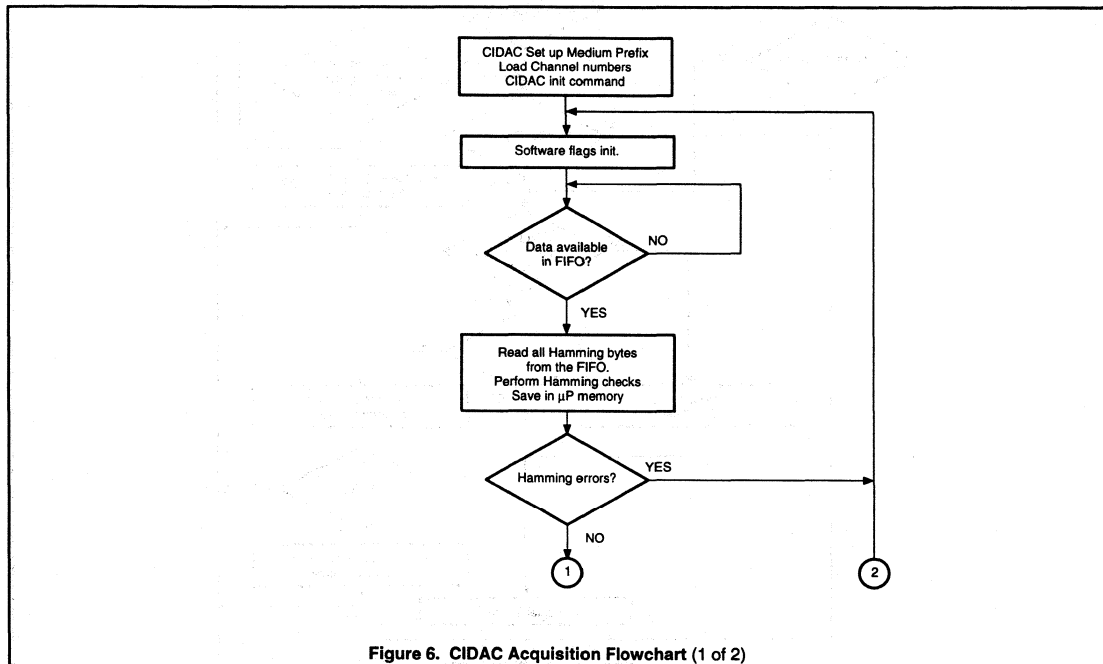 CIDAC Set up Medium Prefix
Load Channel numbers
CIDAC init command
Software flags init.
Data available
in FIFO?
NO
YES
Read all Hamming bytes
from the FIFO.
Perform Hamming checks
Save in µP memory
Hamming errors?
YES
NO
1
2
Figure 6. CIDAC Acquisition Flowchart (1 of 2)